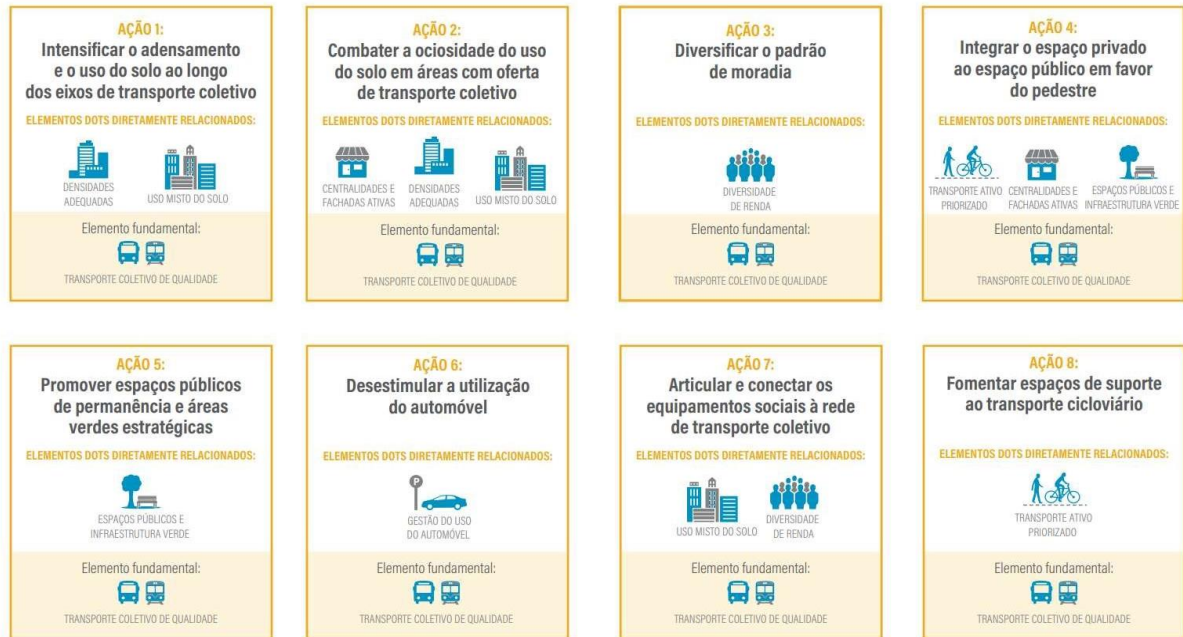 AÇÃO 1:
Intensificar o adensamento
e o uso do solo ao longo
dos eixos de transporte coletivo
ELEMENTOS DOTS DIRETAMENTE RELACIONADOS:
DENSIDADES
ADEQUADAS
USO MISTO DO SOLO
Elemento fundamental:
TRANSPORTE COLETIVO DE QUALIDADE
AÇÃO 2:
Combater a ociosidade do uso
do solo em áreas com oferta
de transporte coletivo
ELEMENTOS DOTS DIRETAMENTE RELACIONADOS:
CENTRALIDADES E
FACHADAS ATIVAS
DENSIDADES
ADEQUADAS
USO MISTO DO SOLO
Elemento fundamental:
TRANSPORTE COLETIVO DE QUALIDADE
AÇÃO 3:
Diversificar o padrão
de moradia
ELEMENTOS DOTS DIRETAMENTE RELACIONADOS:
DIVERSIDADE
DE RENDA
Elemento fundamental:
TRANSPORTE COLETIVO DE QUALIDADE
AÇÃO 4:
Integrar o espaço privado
ao espaço público em favor
do pedestre
ELEMENTOS DOTS DIRETAMENTE RELACIONADOS:
TRANSPORTE ATIVO
PRIORIZADO
CENTRALIDADES E
FACHADAS ATIVAS
ESPAÇOS PÚBLICOS E
INFRAESTRUTURA VERDE
Elemento fundamental:
TRANSPORTE COLETIVO DE QUALIDADE
AÇÃO 5:
Promover espaços públicos
de permanência e áreas
verdes estratégicas
ELEMENTOS DOTS DIRETAMENTE RELACIONADOS:
ESPAÇOS PÚBLICOS E
INFRAESTRUTURA VERDE
Elemento fundamental:
TRANSPORTE COLETIVO DE QUALIDADE
AÇÃO 6:
Desestimular a utilização
do automóvel
ELEMENTOS DOTS DIRETAMENTE RELACIONADOS:
P
GESTÃO DO USO
DO AUTOMÓVEL
Elemento fundamental:
TRANSPORTE COLETIVO DE QUALIDADE
AÇÃO 7:
Articular e conectar os
equipamentos sociais à rede
de transporte coletivo
ELEMENTOS DOTS DIRETAMENTE RELACIONADOS:
USO MISTO DO SOLO
DIVERSIDADE
DE RENDA
Elemento fundamental:
TRANSPORTE COLETIVO DE QUALIDADE
AÇÃO 8:
Fomentar espaços de suporte
ao transporte cicloviário
ELEMENTOS DOTS DIRETAMENTE RELACIONADOS:
TRANSPORTE ATIVO
PRIORIZADO
Elemento fundamental:
TRANSPORTE COLETIVO DE QUALIDADE